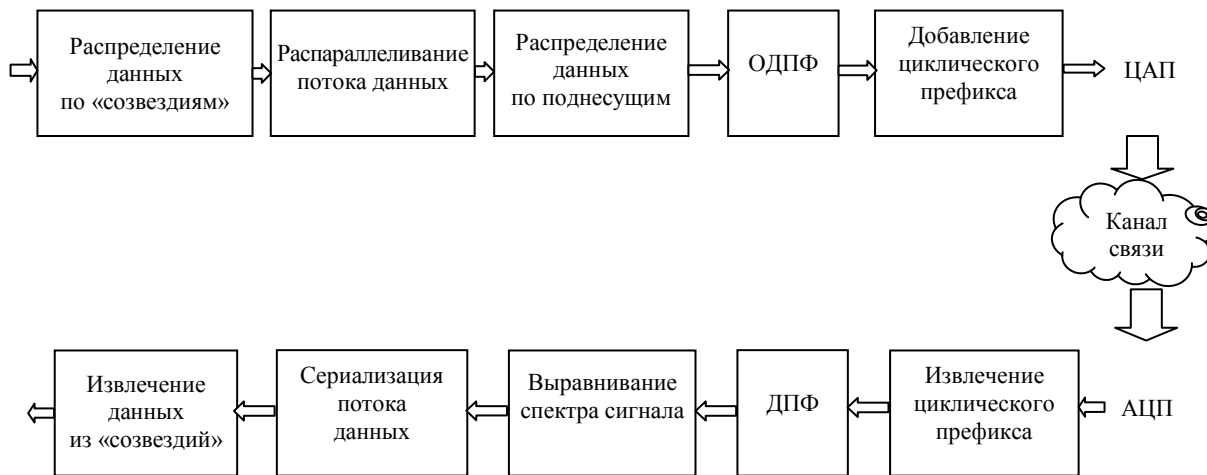 Распределение
данных
по «созвездиям»
Распараллеливание
потока данных
Распределение
данных
по поднесущим
ОДПФ
Добавление
циклического
префикса
ЦАП
Канал
связи
АЦП
Извлечение
циклического
префикса
ДПФ
Выравнивание
спектра сигнала
Сериализация
потока
данных
Извлечение
данных
из «созвездий»